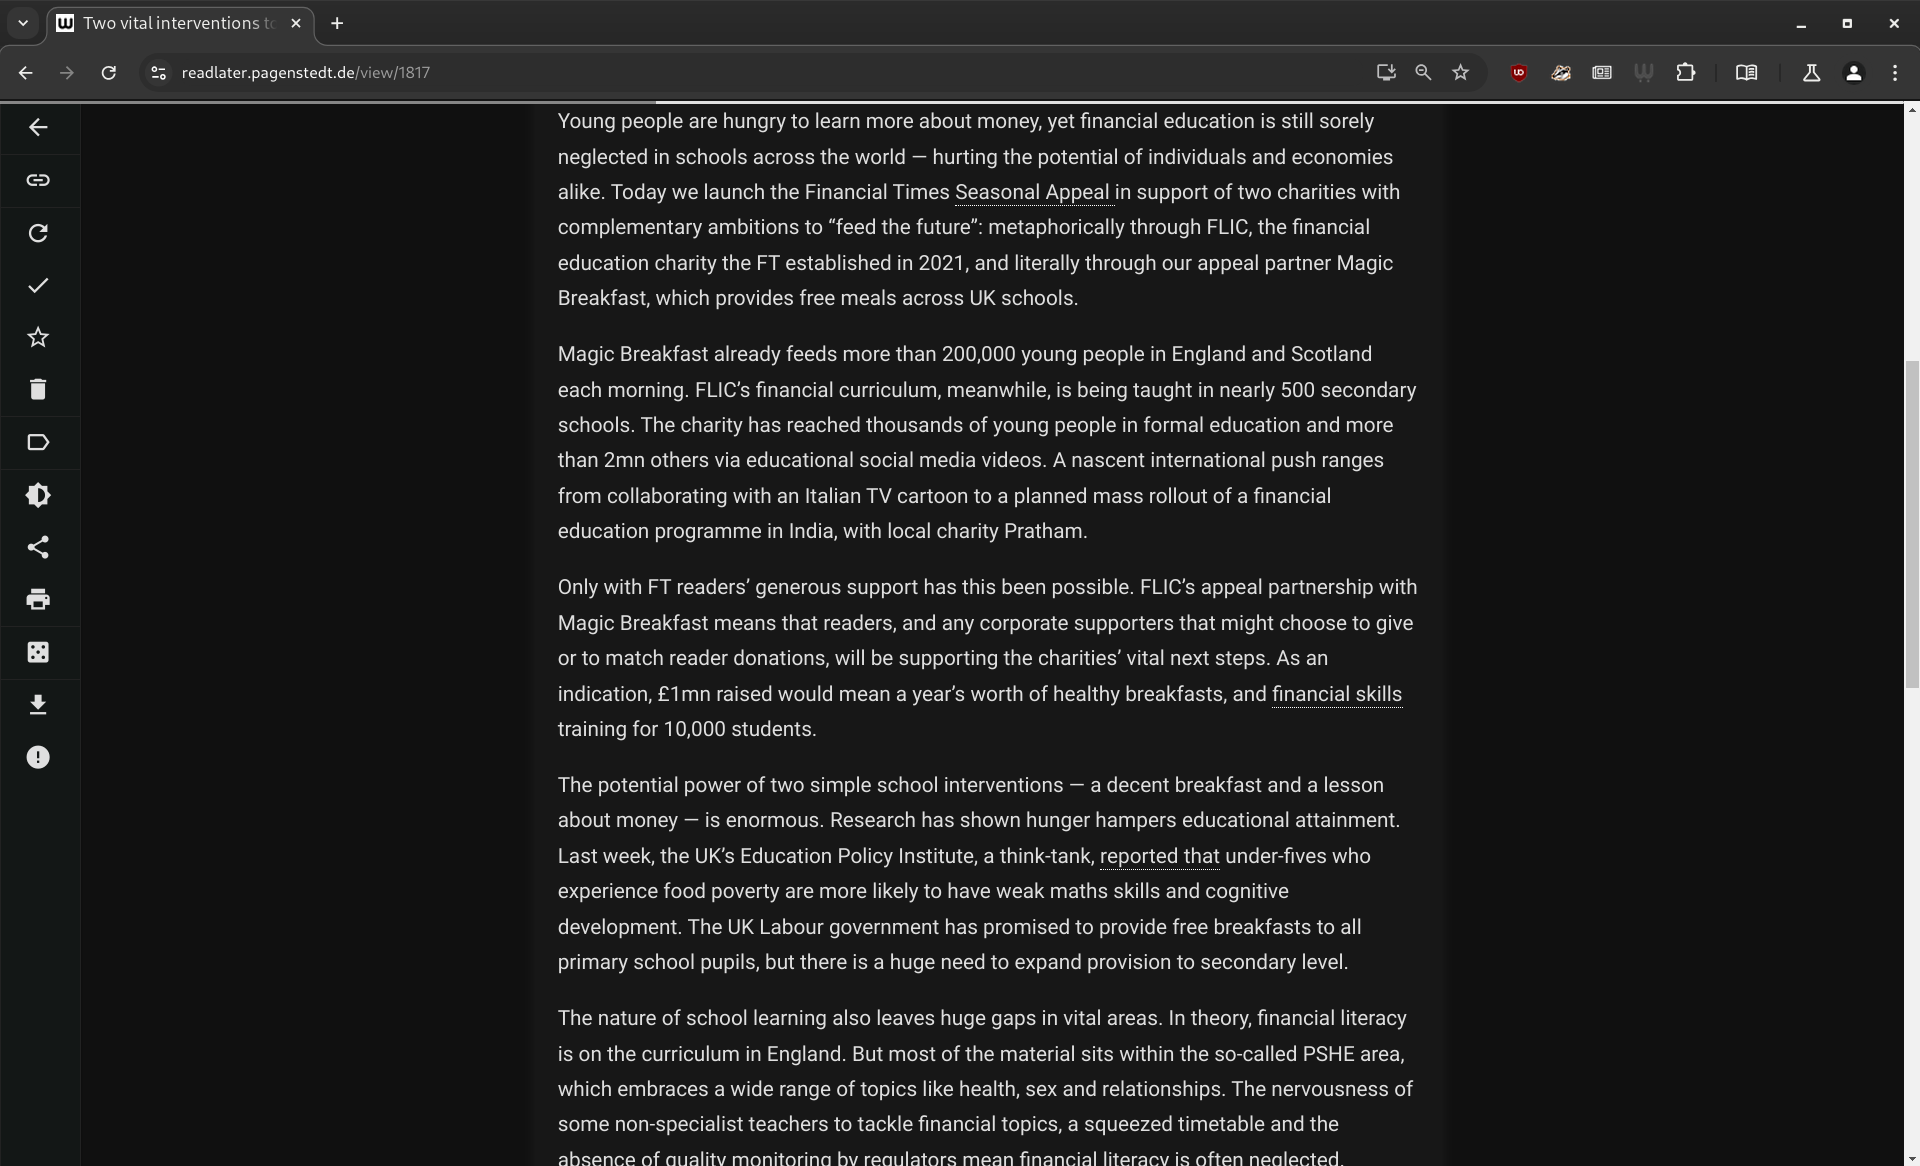 Two vital interventions to
readlater.pagenstedt.de/view/1817
Young people are hungry to learn more about money, yet financial education is still sorely
neglected in schools across the world — hurting the potential of individuals and economies
alike. Today we launch the Financial Times Seasonal Appeal in support of two charities with
complementary ambitions to “feed the future”: metaphorically through FLIC, the financial
education charity the FT established in 2021, and literally through our appeal partner Magic
Breakfast, which provides free meals across UK schools.
Magic Breakfast already feeds more than 200,000 young people in England and Scotland
each morning. FLIC’s financial curriculum, meanwhile, is being taught in nearly 500 secondary
schools. The charity has reached thousands of young people in formal education and more
than 2mn others via educational social media videos. A nascent international push ranges
from collaborating with an Italian TV cartoon to a planned mass rollout of a financial
education programme in India, with local charity Pratham.
Only with FT readers’ generous support has this been possible. FLIC’s appeal partnership with
Magic Breakfast means that readers, and any corporate supporters that might choose to give
or to match reader donations, will be supporting the charities’ vital next steps. As an
indication, £1mn raised would mean a year’s worth of healthy breakfasts, and financial skills
training for 10,000 students.
The potential power of two simple school interventions — a decent breakfast and a lesson
about money — is enormous. Research has shown hunger hampers educational attainment.
Last week, the UK’s Education Policy Institute, a think-tank, reported that under-fives who
experience food poverty are more likely to have weak maths skills and cognitive
development. The UK Labour government has promised to provide free breakfasts to all
primary school pupils, but there is a huge need to expand provision to secondary level.
The nature of school learning also leaves huge gaps in vital areas. In theory, financial literacy
is on the curriculum in England. But most of the material sits within the so-called PSHE area,
which embraces a wide range of topics like health, sex and relationships. The nervousness of
some non-specialist teachers to tackle financial topics, a squeezed timetable and the
absence of quality monitoring by regulators mean financial literacy is often neglected.